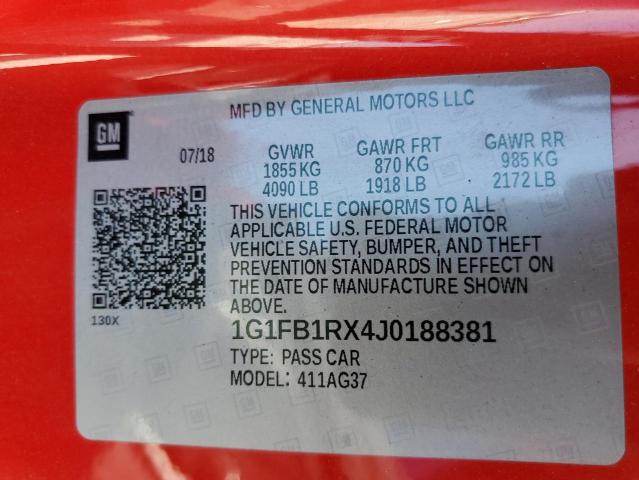 MFD BY GENERAL MOTORS LLC
GM
07/18
GVWR GAWR FRT GAWR RR
1855 KG 870 KG 985 KG
4090 LB 1918 LB 2172 LB
THIS VEHICLE CONFORMS TO ALL
APPLICABLE U.S. FEDERAL MOTOR
VEHICLE SAFETY, BUMPER, AND THEFT
PREVENTION STANDARDS IN EFFECT ON
THE DATE OF MANUFACTURE SHOWN
ABOVE.
130X
1G1FB1RX4J0188381
TYPE: PASS CAR
MODEL: 411AG37